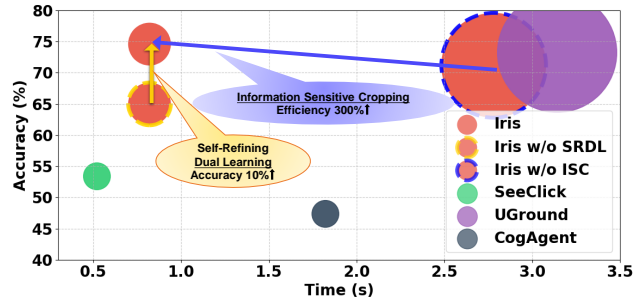 80
75
70
65
60
55
50
45
40
Accuracy (%)
Information Sensitive Cropping
Efficiency 300%↑
Self-Refining
Dual Learning
Accuracy 10%↑
Iris
Iris w/o SRDL
Iris w/o ISC
SeeClick
UGround
CogAgent
0.5 1.0 1.5 2.0 2.5 3.0 3.5
Time (s)